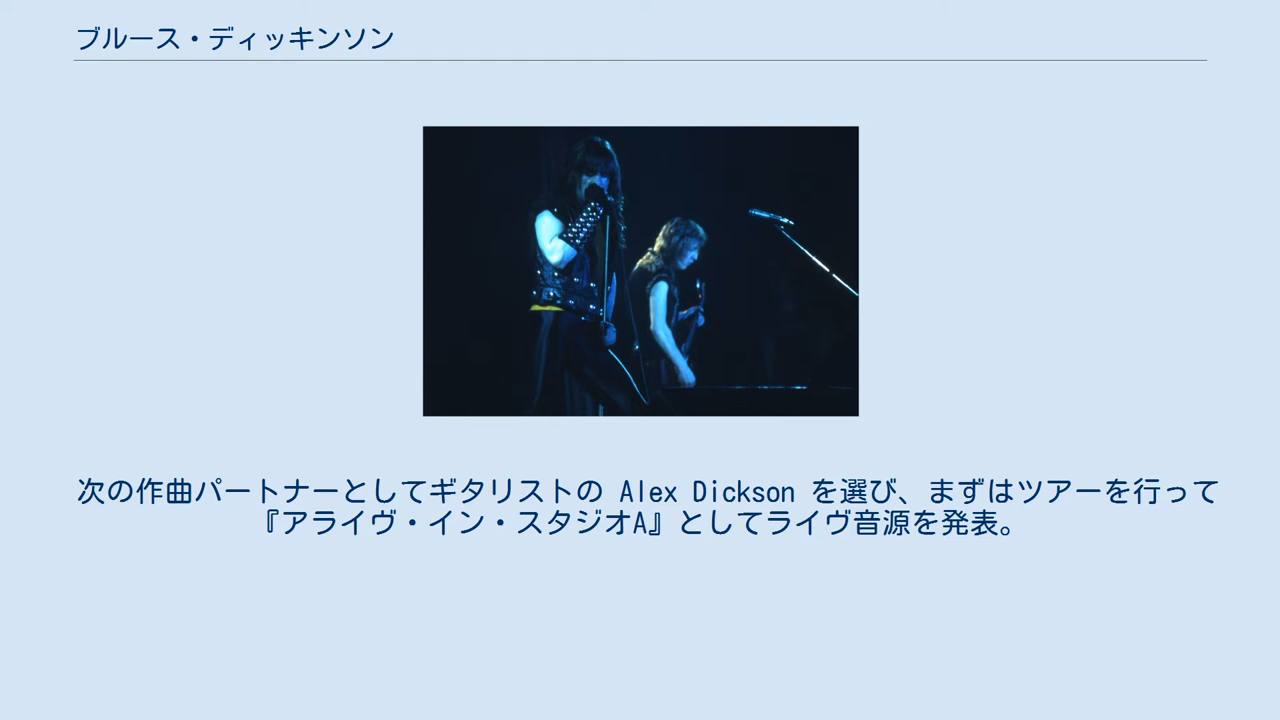 ブルース・ディッキンソン
次の作曲パートナーとしてギタリストの Alex Dickson を選び、まずはツアーを行って
『アライヴ・イン・スタジオA』としてライヴ音源を発表。